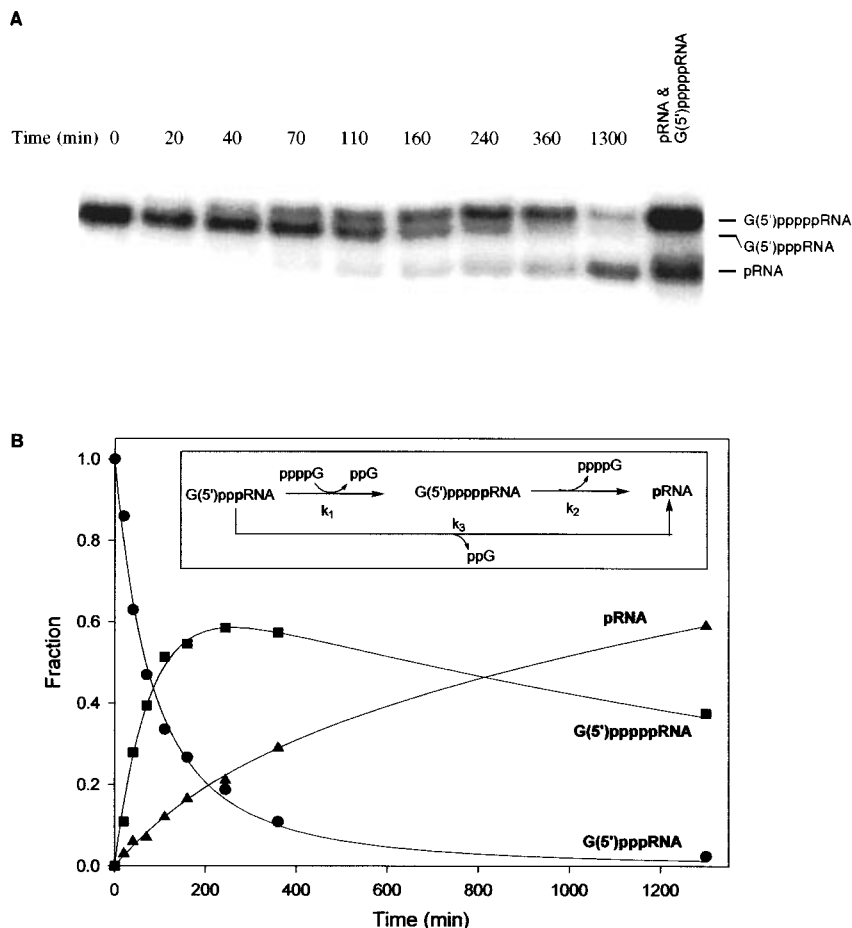 A
pRNA &
G(5')pppppRNA
Time (min) 0 20 40 70 110 160 240 360 1300
G(5')pppppRNA
G(5')pppRNA
pRNA
B
1.0
0.8
0.6
0.4
0.2
0.0
Fraction
ppppG ppG
G(5')pppRNA
k1
G(5')pppppRNA
ppppG
k2
pRNA
k3
ppG
pRNA
G(5')pppppRNA
G(5')pppRNA
0 200 400 600 800 1000 1200
Time (min)